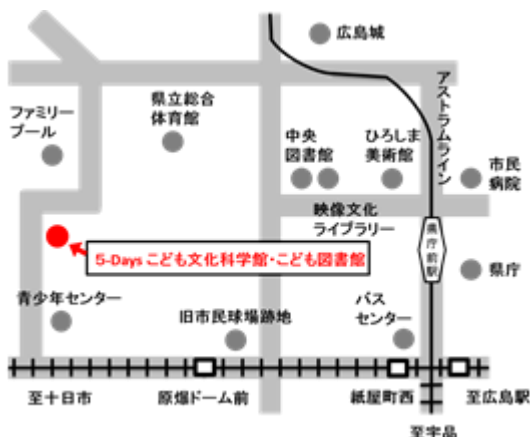 広島城
アストラムライン
ファミリー
プール
県立総合
体育館
中央
図書館
ひろしま
美術館
市民
病院
映像文化
ライブラリー
県庁前駅
5-Days こども文化科学館・こども図書館
県庁
青少年センター
旧市民球場跡地
バス
センター
至十日市
原爆ドーム前
紙屋町西
至広島駅
至宇品